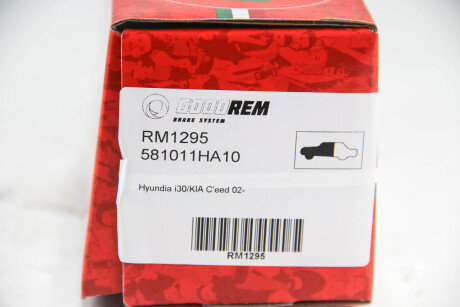 GOODREM
BRAKE SYSTEM
RM1295
581011HA10
Hyundia i30/KIA C'eed 02-
RM1295